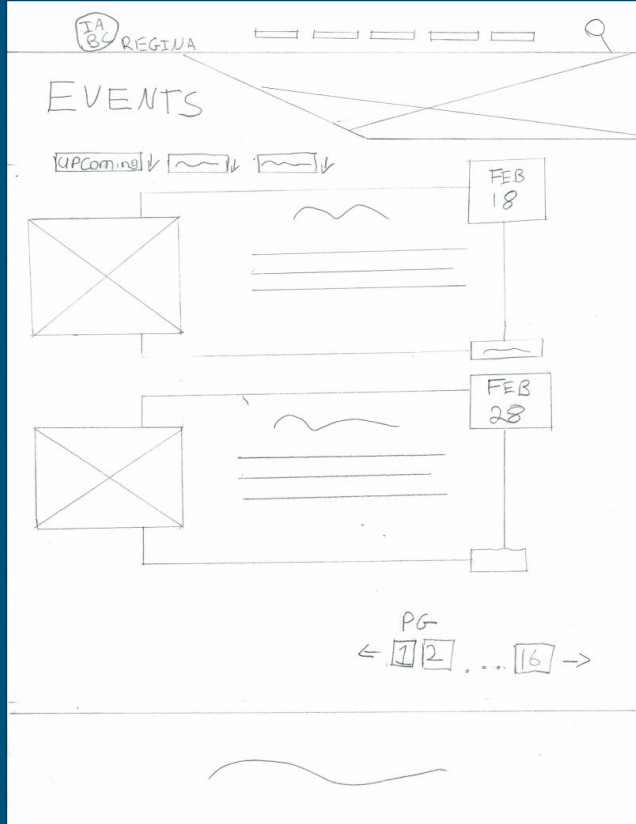 IA
BC
REGINA
EVENTS
UPComing
FEB
18
FEB
28
PG
← 1 2 .... 16 →